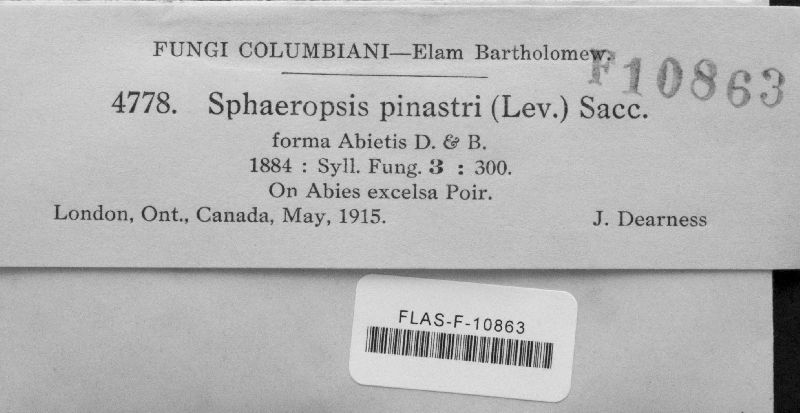 FUNGI COLUMBIANI—Elam Bartholomew.
F10863
4778. Sphaeropsis pinastri (Lev.) Sacc.
forma Abietis D. & B.
1884 : Syll. Fung. 3 : 300.
On Abies excelsa Poir.
London, Ont., Canada, May, 1915. J. Dearness
FLAS-F-10863